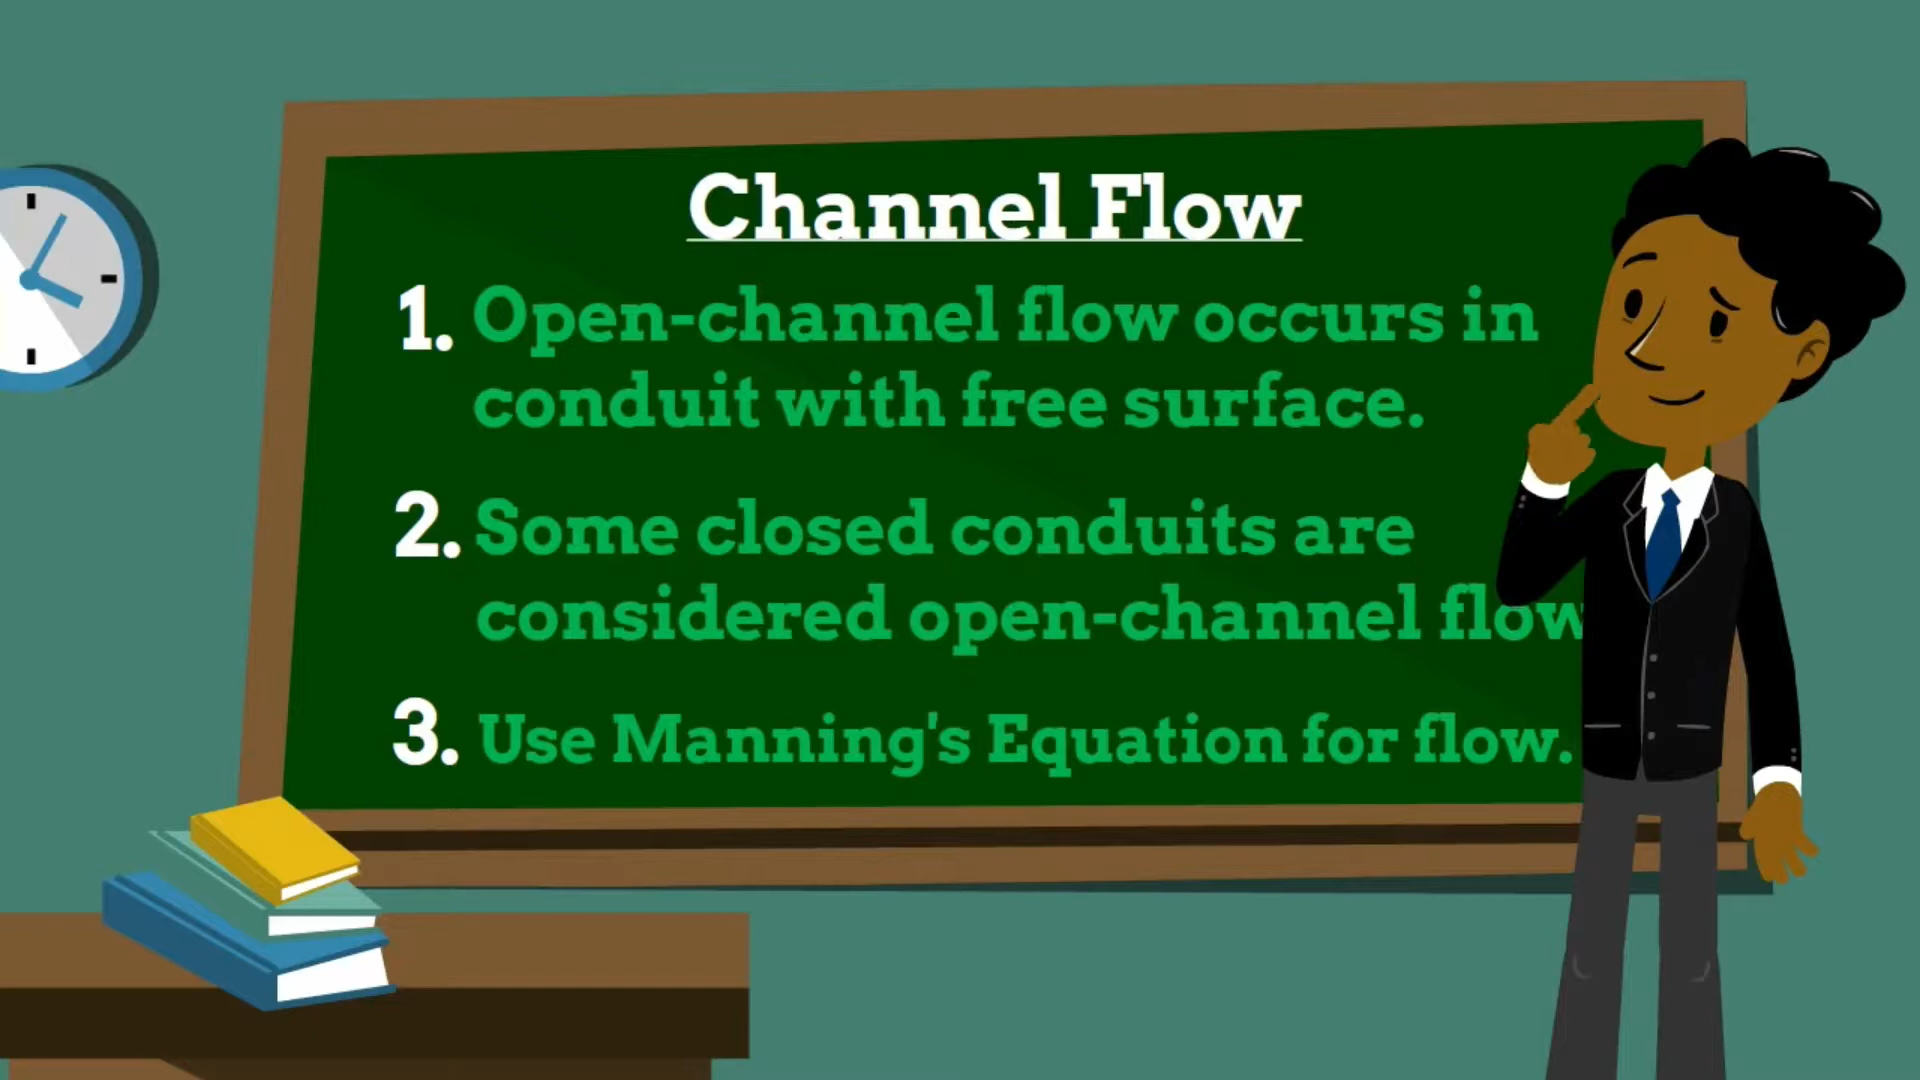 Channel Flow
1. Open-channel flow occurs in
conduit with free surface.
2. Some closed conduits are
considered open-channel flow
3. Use Manning's Equation for flow.